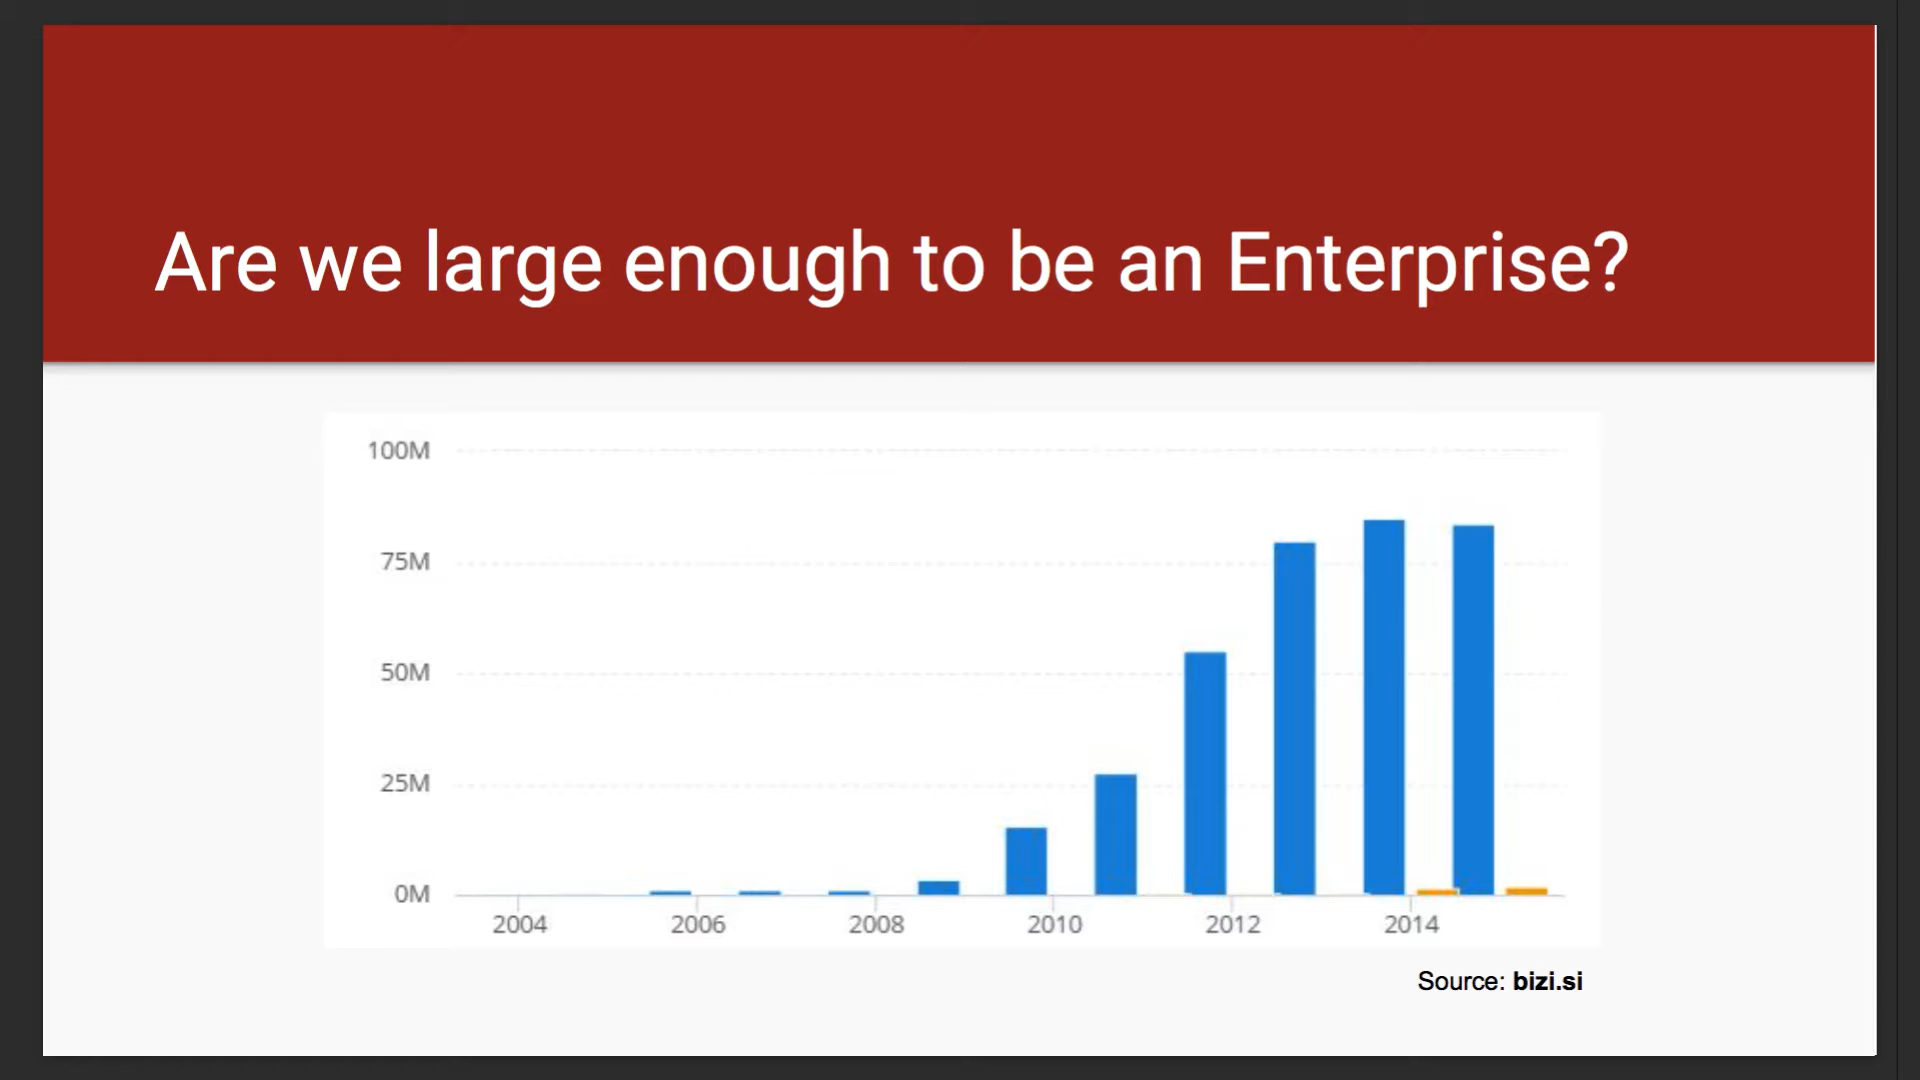 Are we large enough to be an Enterprise?
100M
75M
50M
25M
0M
2004 2006 2008 2010 2012 2014
Source: bizi.si